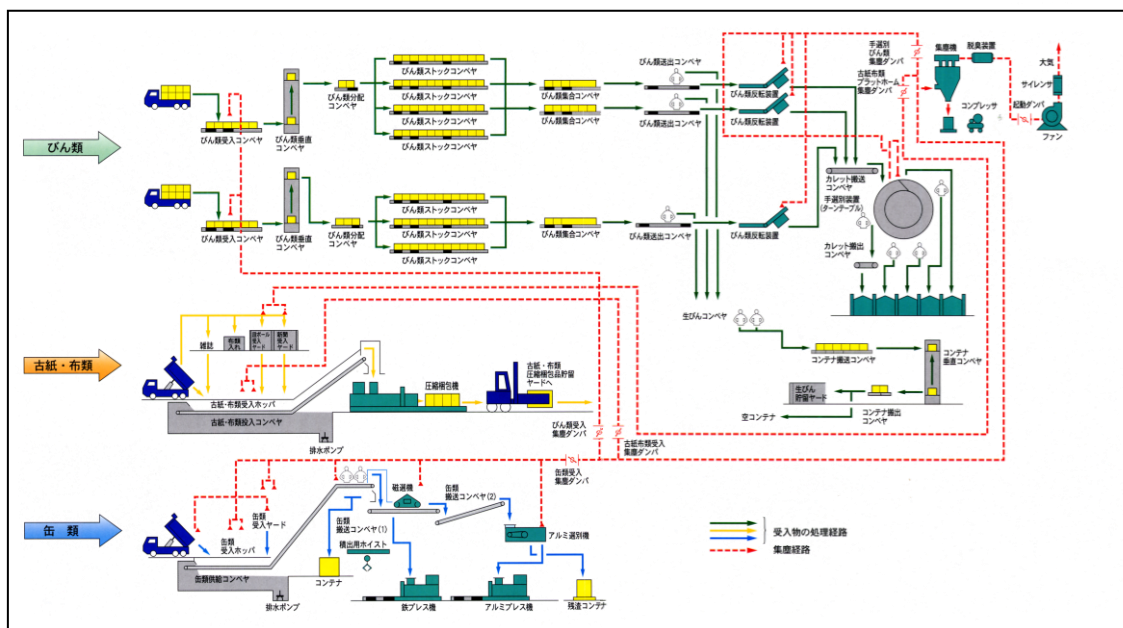 びん類
びん類受入コンベヤ
びん類垂直
コンベヤ
びん類分配コンベヤ
びん類ストックコンベヤ
びん類ストックコンベヤ
びん類ストックコンベヤ
びん類ストックコンベヤ
びん類集合コンベヤ
びん類集合コンベヤ
びん類送出コンベヤ
びん類送出コンベヤ
びん類反転装置
びん類反転装置
手選別
びん類
集塵ダンパ
古紙布類
プラットホーム
集塵ダンパ
集塵機
脱臭装置
大気
サイレンサ
コンプレッサ
起動ダンパ
ファン
びん類受入コンベヤ
びん類垂直
コンベヤ
びん類分配
コンベヤ
びん類ストックコンベヤ
びん類ストックコンベヤ
びん類ストックコンベヤ
びん類集合コンベヤ
びん類送出コンベヤ
びん類反転装置
カレット搬送
コンベヤ
手選別装置
(ターンテーブル)
カレット搬出
コンベヤ
生びんコンベヤ
コンテナ搬送コンベヤ
コンテナ
垂直コンベヤ
生びん
貯留ヤード
コンテナ搬出
コンベヤ
空コンテナ
古紙・布類
雑誌
布類
入れ
段ボール
受入
ヤード
新聞
受入
ヤード
古紙・布類受入ホッパ
古紙・布類投入コンベヤ
排水ポンプ
圧縮梱包機
古紙・布類
圧縮梱包品貯留
ヤードへ
びん類受入
集塵ダンパ
古紙布類受入
集塵ダンパ
缶類受入
集塵ダンパ
缶類
缶類
受入ホッパ
缶類
受入ヤード
缶類供給コンベヤ
排水ポンプ
コンテナ
缶類
搬送コンベヤ(1)
積出用ホイスト
磁選機
缶類
搬送コンベヤ(2)
アルミ選別機
鉄プレス機
アルミプレス機
残渣コンテナ
受入物の処理経路
集塵経路